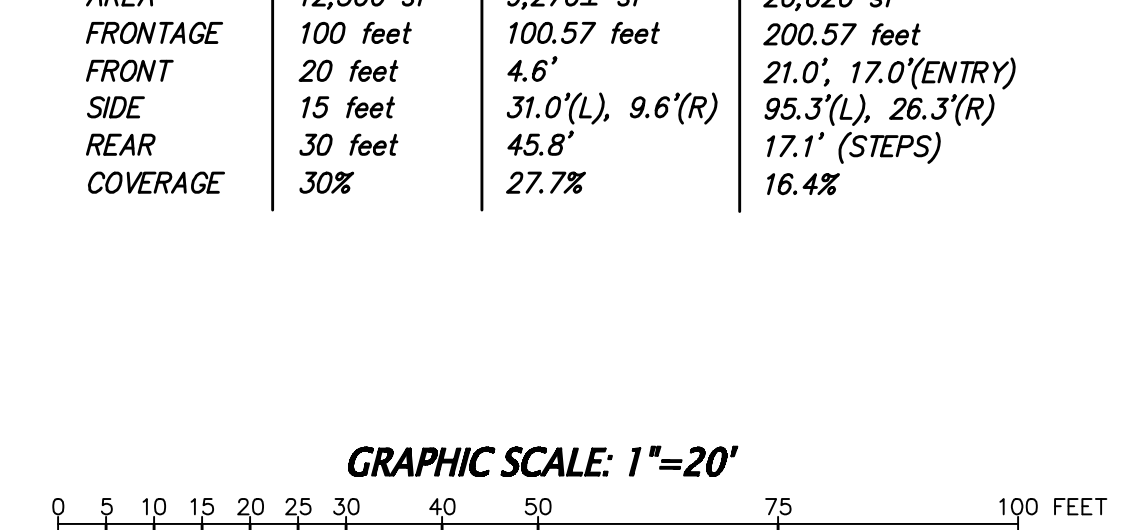 FRONTAGE 100 feet 100.57 feet 200.57 feet
FRONT 20 feet 4.6' 21.0', 17.0'(ENTRY)
SIDE 15 feet 31.0'(L), 9.6'(R) 95.3'(L), 26.3'(R)
REAR 30 feet 45.8' 17.1' (STEPS)
COVERAGE 30% 27.7% 16.4%
GRAPHIC SCALE: 1"=20'
0 5 10 15 20 25 30 40 50 75 100 FEET